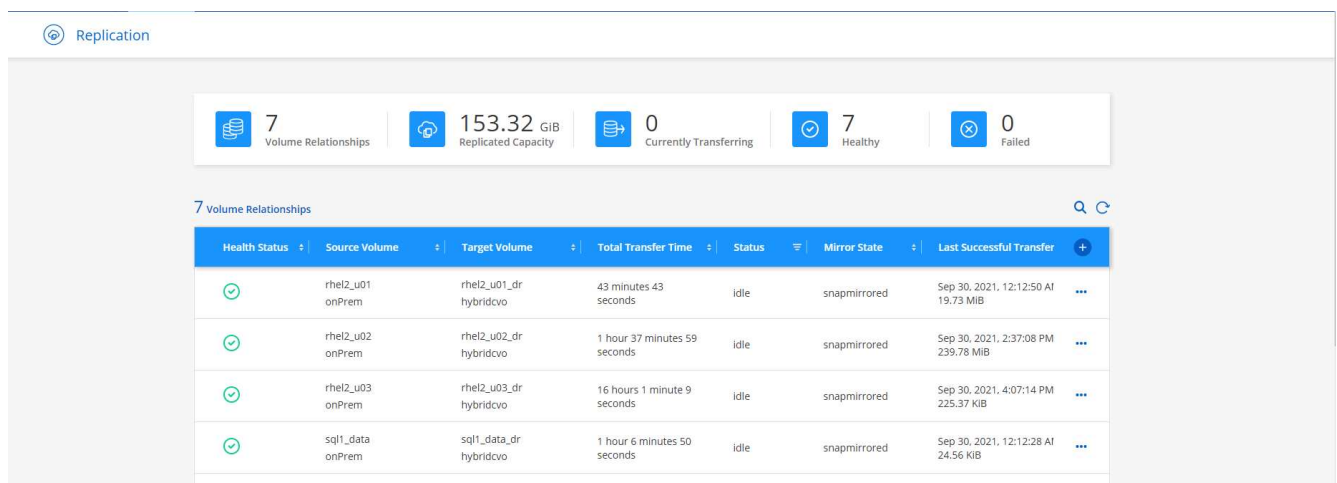 Replication
7
Volume Relationships
153.32 GiB
Replicated Capacity
0
Currently Transferring
7
Healthy
0
Failed
7 Volume Relationships
Health Status Source Volume Target Volume Total Transfer Time Status Mirror State Last Successful Transfer
rhel2_u01 rhel2_u01_dr 43 minutes 43 idle snapmirrored Sep 30, 2021, 12:12:50 AM
onPrem hybridcvo seconds 19.73 MiB
rhel2_u02 rhel2_u02_dr 1 hour 37 minutes 59 idle snapmirrored Sep 30, 2021, 2:37:08 PM
onPrem hybridcvo seconds 239.78 MiB
rhel2_u03 rhel2_u03_dr 16 hours 1 minute 9 idle snapmirrored Sep 30, 2021, 4:07:14 PM
onPrem hybridcvo seconds 225.37 KiB
sql1_data sql1_data_dr 1 hour 6 minutes 50 idle snapmirrored Sep 30, 2021, 12:12:28 AM
onPrem hybridcvo seconds 24.56 KiB